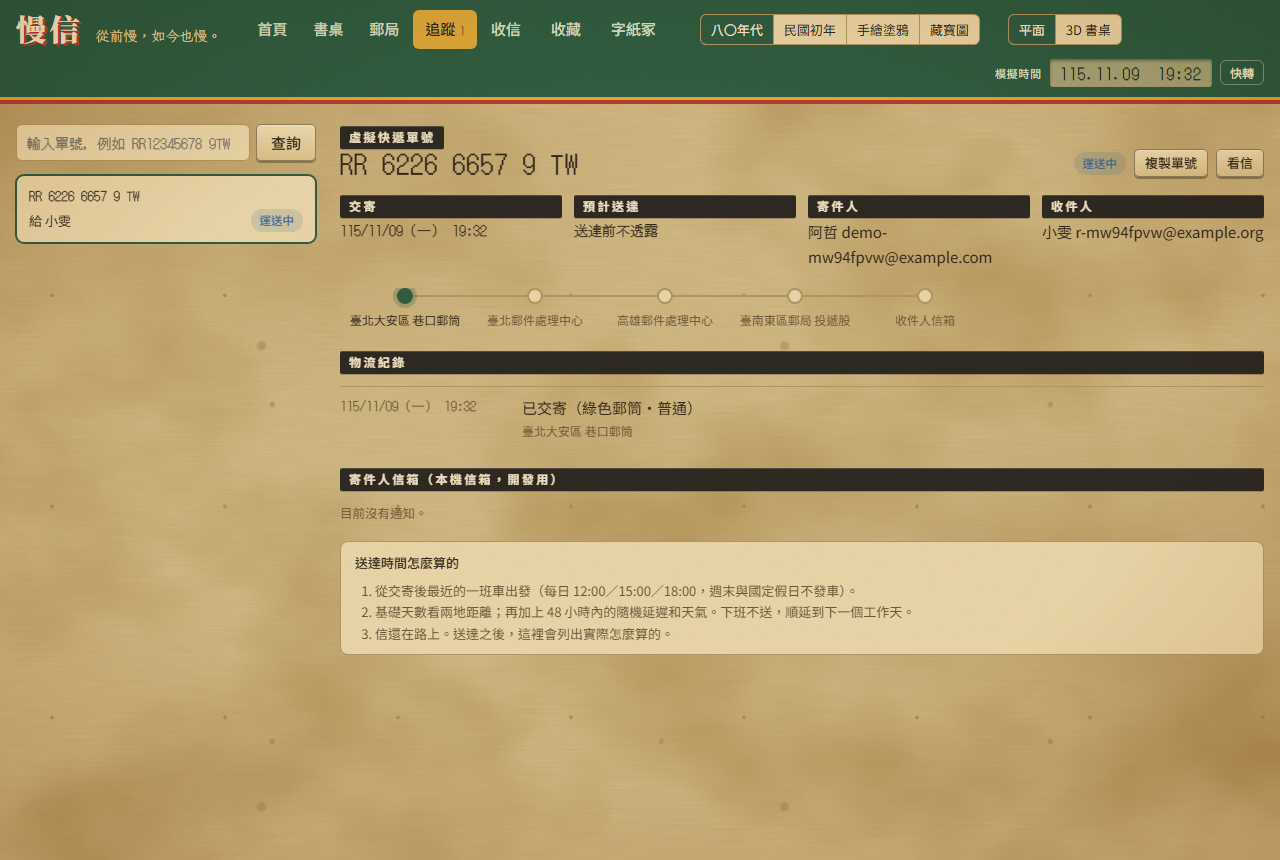 慢信 從前慢，如今也慢。 首頁 書桌 郵局 追蹤 1 收信 收藏 字紙冢 八〇年代 民國初年 手繪塗鴉 藏寶圖 平面 3D 書桌
模擬時間 115.11.09 19:32 快轉
輸入單號，例如 RR12345678 9TW 查詢
RR 6226 6657 9 TW
給 小雯 運送中
虛擬快遞單號
RR 6226 6657 9 TW 運送中 複製單號 看信
交寄 預計送達 寄件人 收件人
115/11/09（一） 19:32 送達前不透露 阿哲 demo- 小雯 r-mw94fpvw@example.org
mw94fpvw@example.com
臺北大安區 巷口郵筒 臺北郵件處理中心 高雄郵件處理中心 臺南東區郵局 投遞股 收件人信箱
物流紀錄
115/11/09（一） 19:32 已交寄（綠色郵筒・普通）
臺北大安區 巷口郵筒
寄件人信箱（本機信箱，開發用）
目前沒有通知。
送達時間怎麼算的
1. 從交寄後最近的一班車出發（每日 12:00／15:00／18:00，週末與國定假日不發車）。
2. 基礎天數看兩地距離；再加上 48 小時內的隨機延遲和天氣。下班不送，順延到下一個工作天。
3. 信還在路上。送達之後，這裡會列出實際怎麼算的。